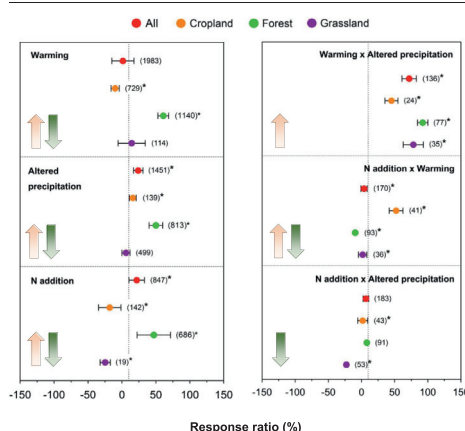 All Cropland Forest Grassland
Warming
(1983)
(729)*
(1140)*
(114)
Altered
precipitation
(1451)*
(139)*
(813)*
(499)
N addition
(847)*
(142)*
(686)*
(19)*
-150 -100 -50 0 50 100 150
Warming x Altered precipitation
(136)*
(24)*
(77)*
(35)*
N addition x Warming
(170)*
(41)*
(93)*
(36)*
N addition x Altered precipitation
(183)
(43)*
(91)
(53)*
-150 -100 -50 0 50 100 150
Response ratio (%)